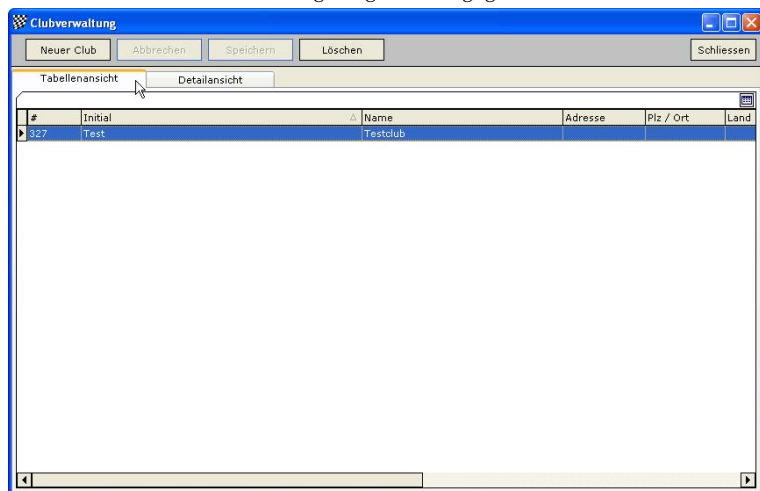 Clubverwaltung
Neuer Club Abbrechen Speichern Löschen Schliessen
Tabellenansicht Detailansicht
# Initial Name Adresse Plz / Ort Land
327 Test Testclub